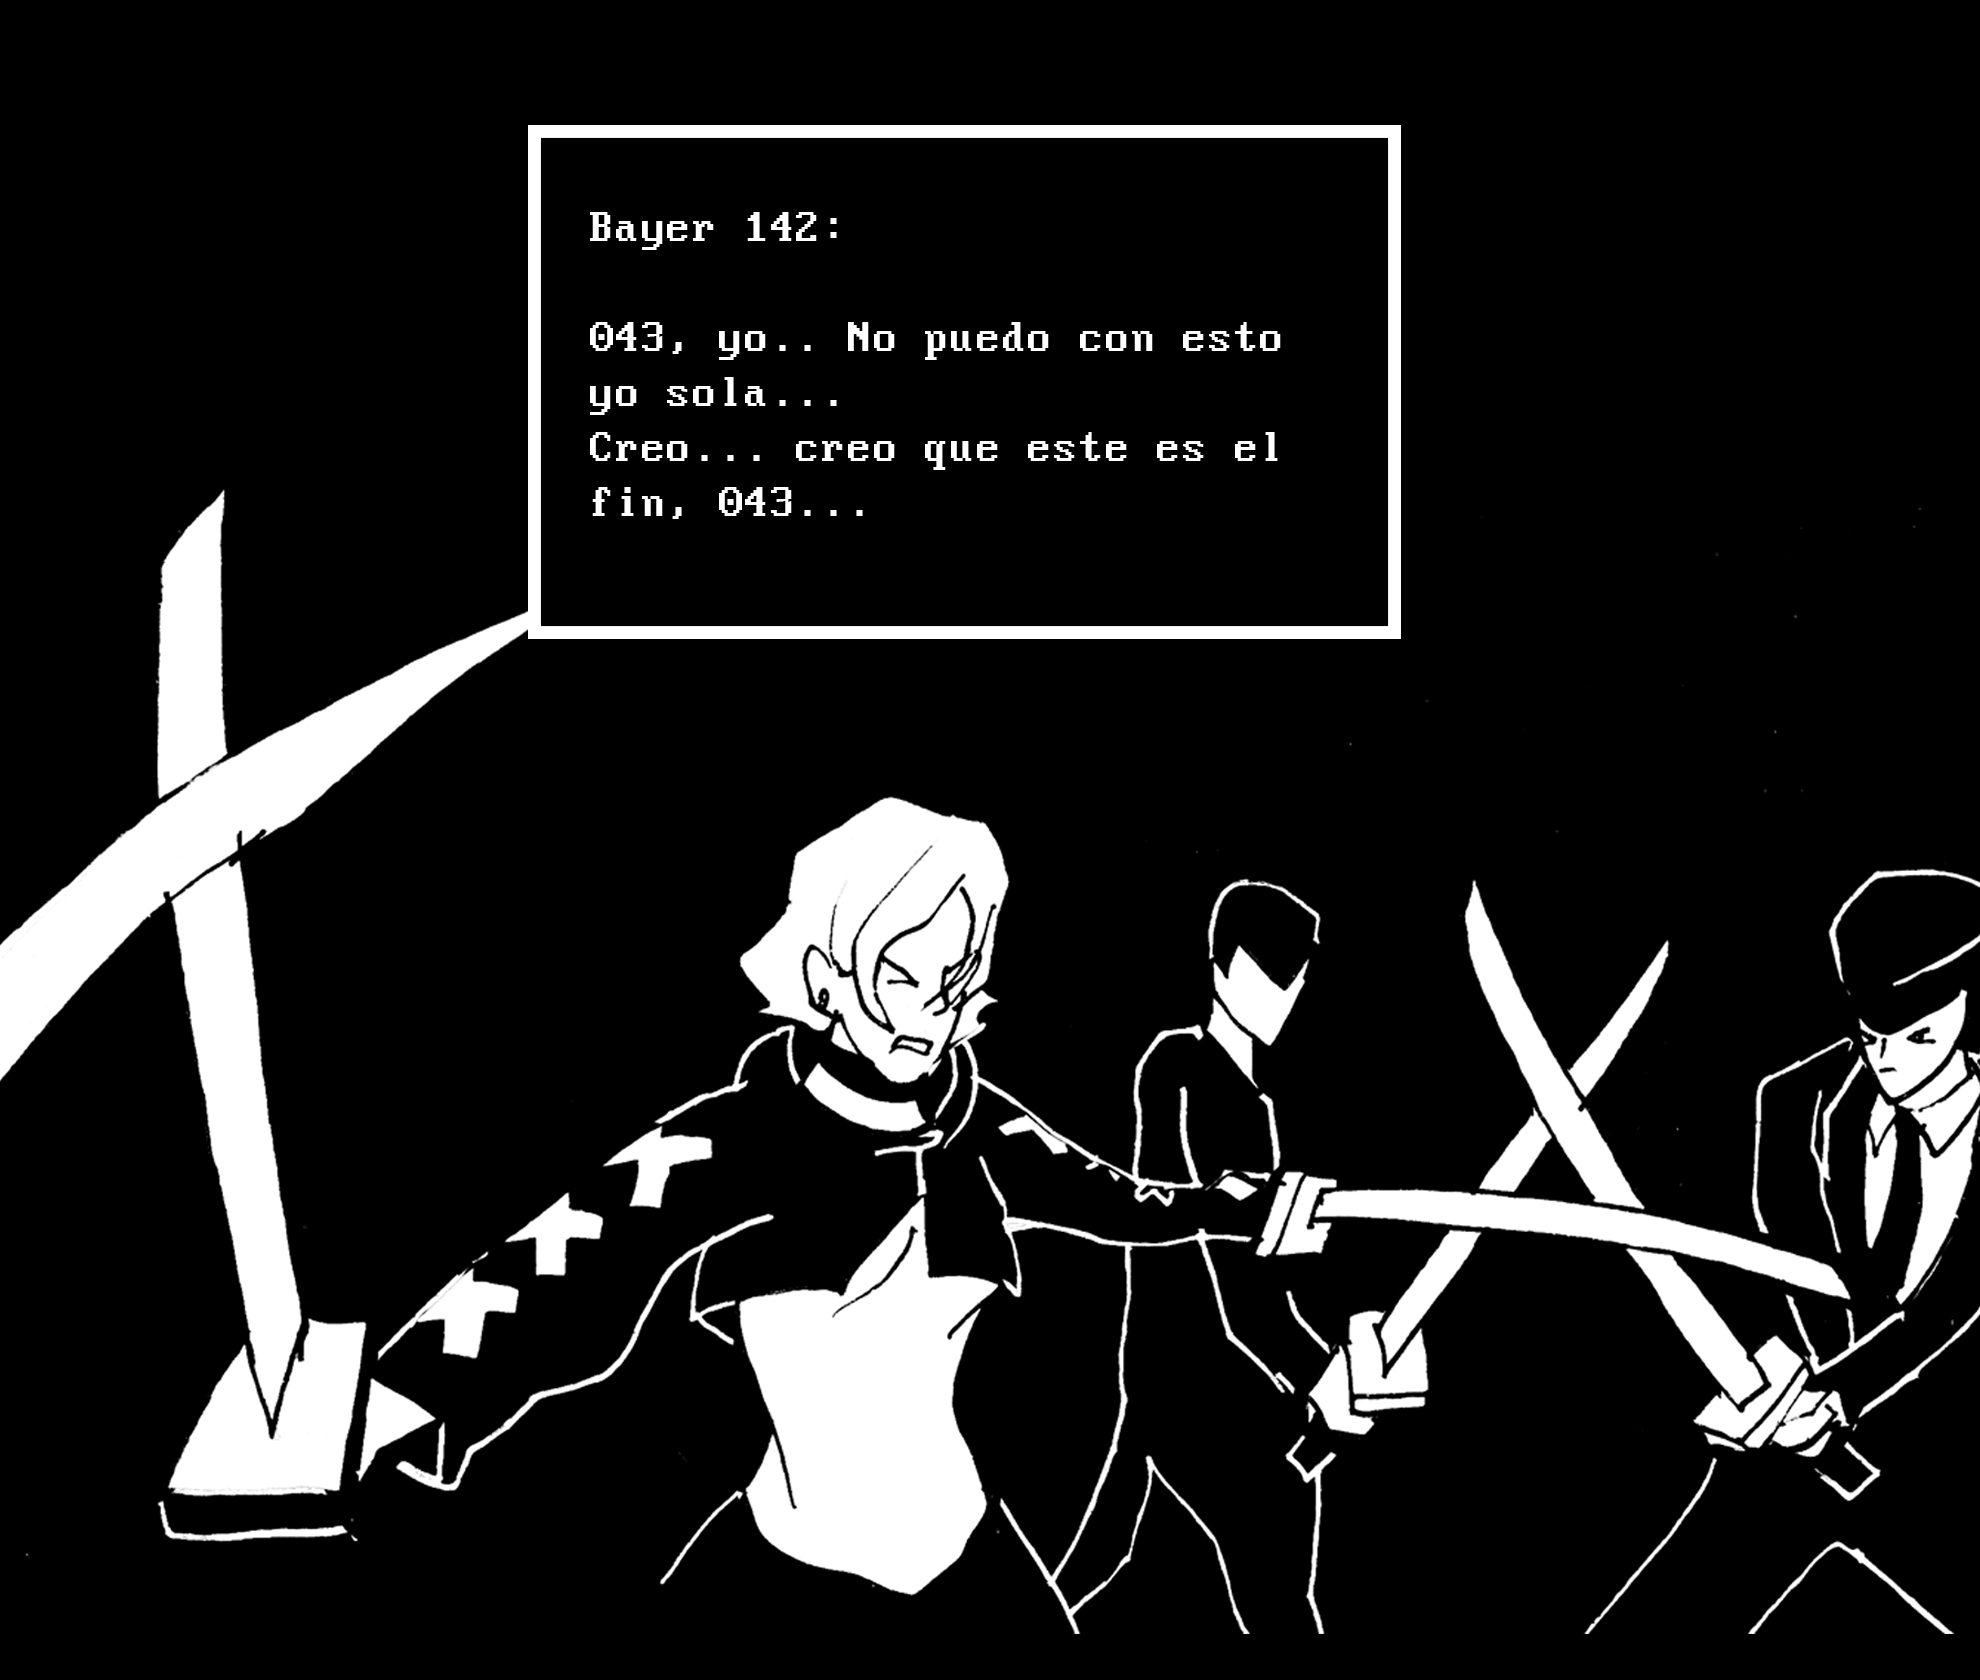 Bayer 142:
043, yo.. No puedo con esto
yo sola...
Creo... creo que este es el
fin, 043...